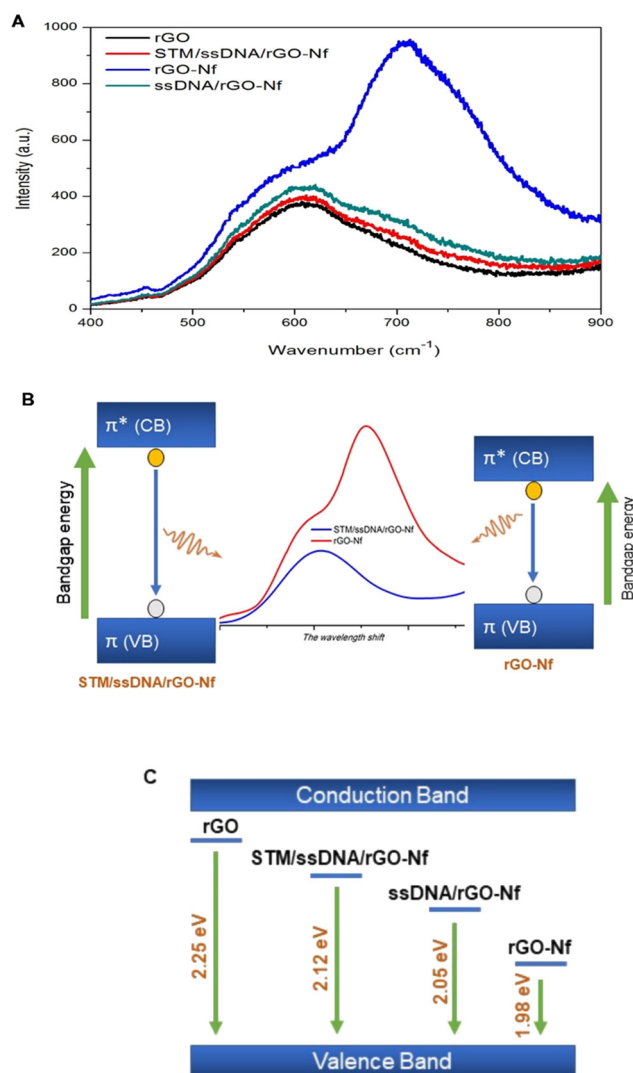 A
rGO
STM/ssDNA/rGO-Nf
rGO-Nf
ssDNA/rGO-Nf
Intensity (a.u.)
1000
800
600
400
200
0
400 500 600 700 800 900
Wavenumber (cm⁻¹)
B
π* (CB)
Bandgap energy
π (VB)
STM/ssDNA/rGO-Nf
STM/ssDNA/rGO-Nf
rGO-Nf
The wavelength shift
π* (CB)
Bandgap energy
π (VB)
rGO-Nf
C
Conduction Band
rGO
STM/ssDNA/rGO-Nf
ssDNA/rGO-Nf
rGO-Nf
2.25 eV
2.12 eV
2.05 eV
1.98 eV
Valence Band